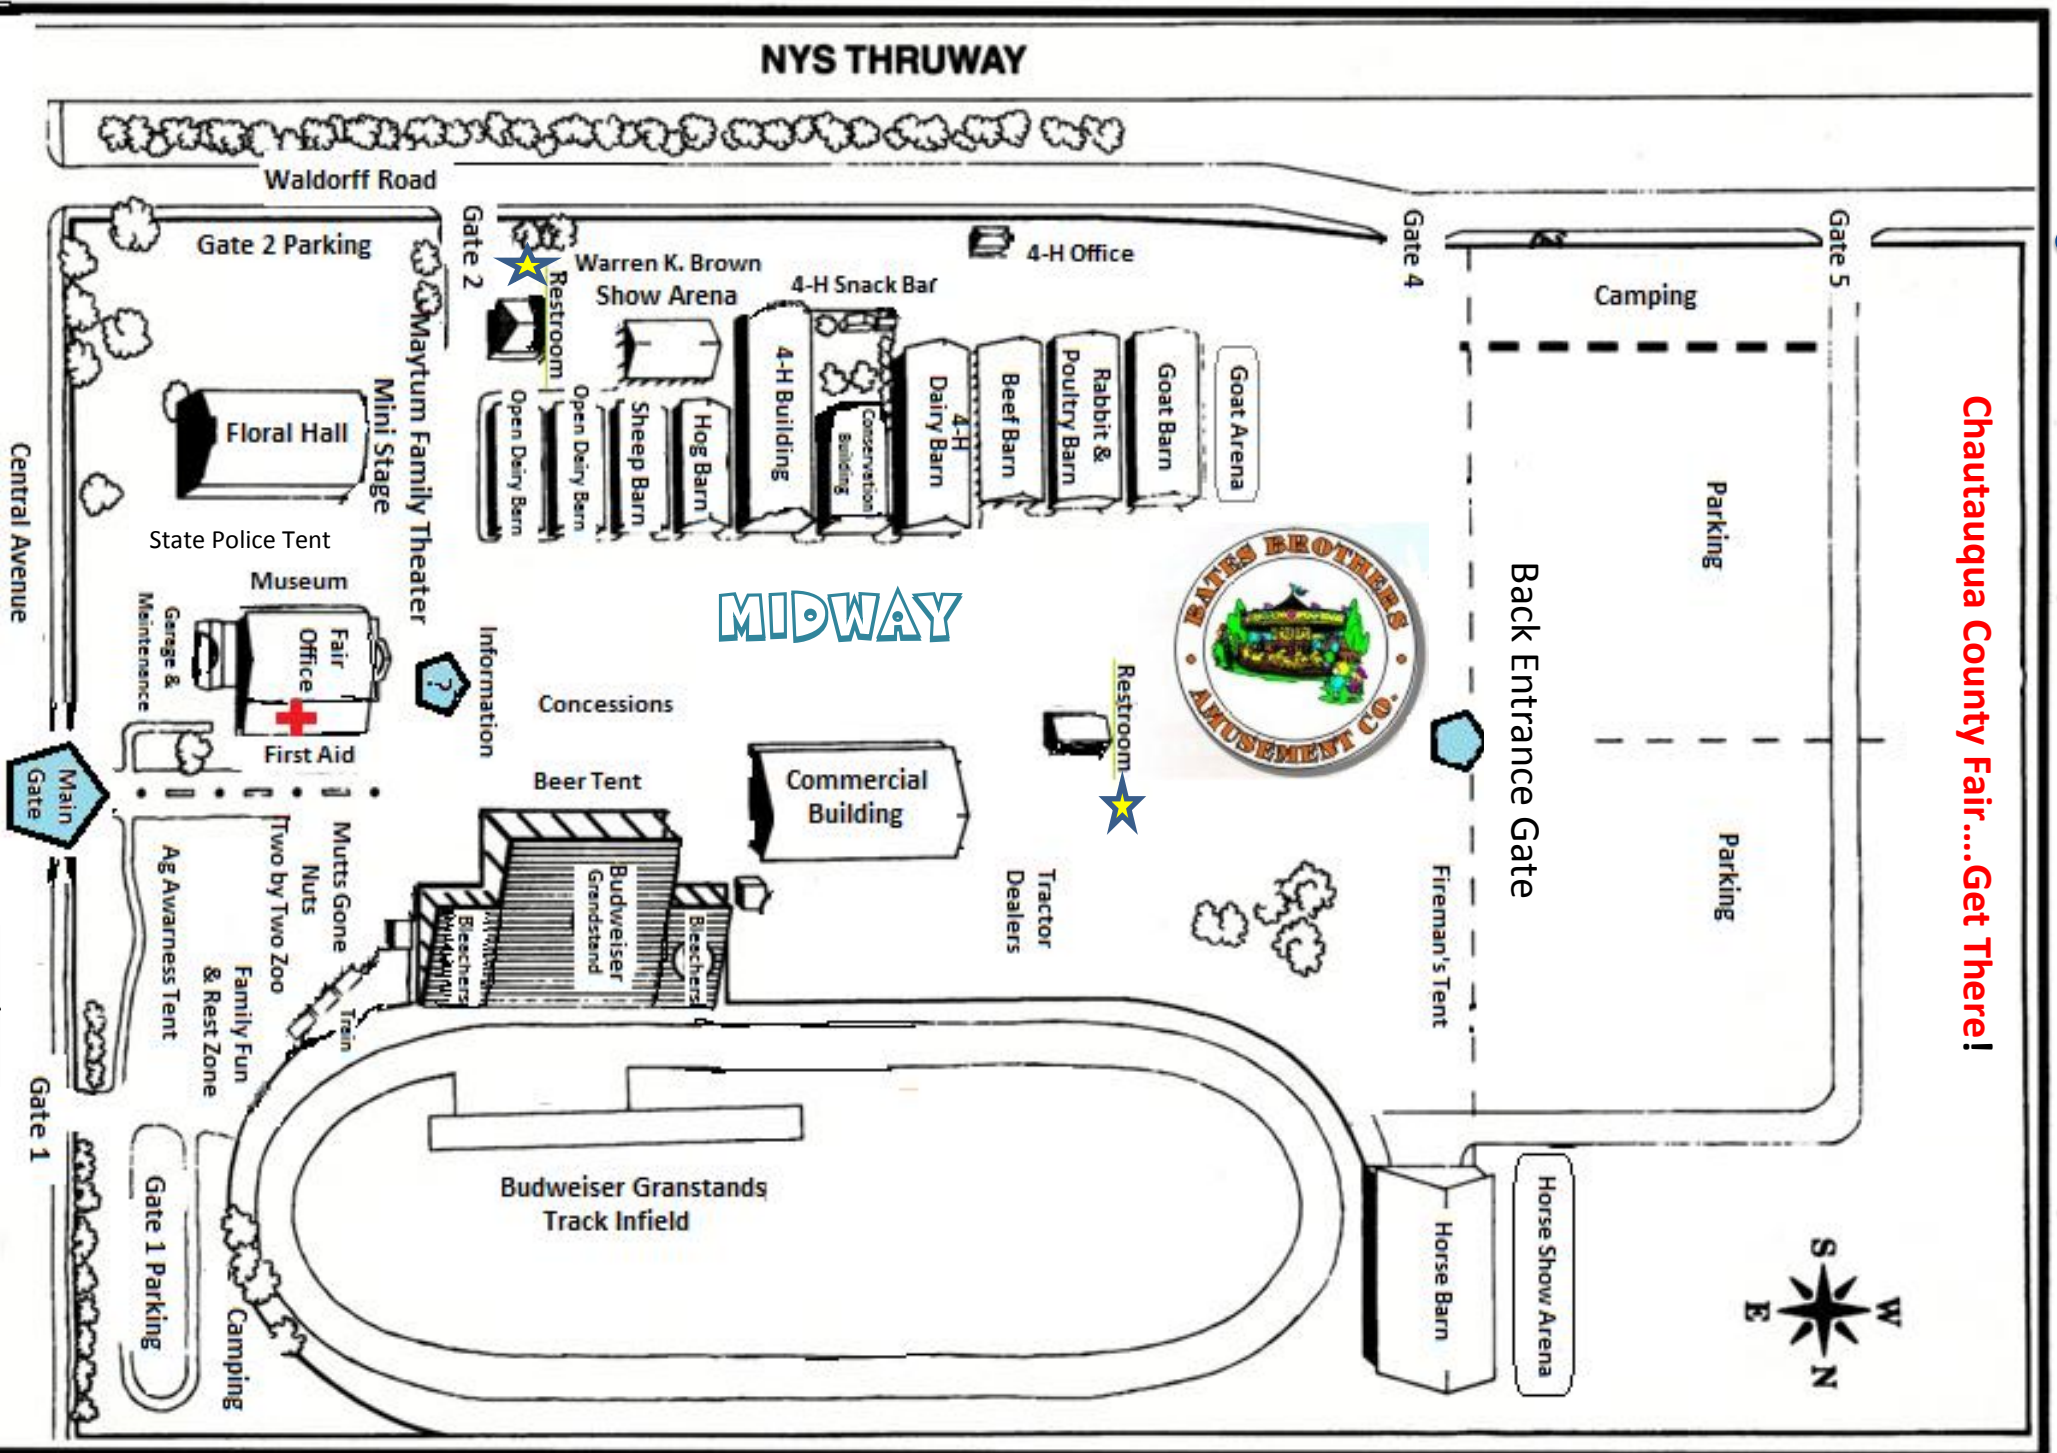 NYS THRUWAY
Waldorff Road
Gate 2 Parking
Gate 2
Restroom
Warren K. Brown
Show Arena
4-H Snack Bar
4-H Office
Gate 4
Camping
Gate 5
Chautauqua County Fair....Get There!
Central Avenue
Floral Hall
Maytum Family Theater
Mini Stage
Open Dairy Barn
Open Dairy Barn
Sheep Barn
Hog Barn
4-H Building
Conservation
Building
4-H
Dairy Barn
Beef Barn
Rabbit &
Poultry Barn
Goat Barn
Goat Arena
Parking
State Police Tent
Museum
Garage &
Maintenance
Fair
Office
First Aid
?
Information
MIDWAY
Concessions
Beer Tent
Commercial
Building
Restroom
BATES BROTHERS
AMUSEMENT CO.
Back Entrance Gate
Parking
Main
Gate
Ag Awarness Tent
Two by Two Zoo
Mutts Gone
Nuts
Family Fun
& Rest Zone
Train
Bleachers
Budweiser
Grandstand
Bleachers
Tractor
Dealers
Fireman's Tent
Gate 1
Gate 1 Parking
Camping
Budweiser Granstands
Track Infield
Horse Barn
Horse Show Arena
S
W
E
N